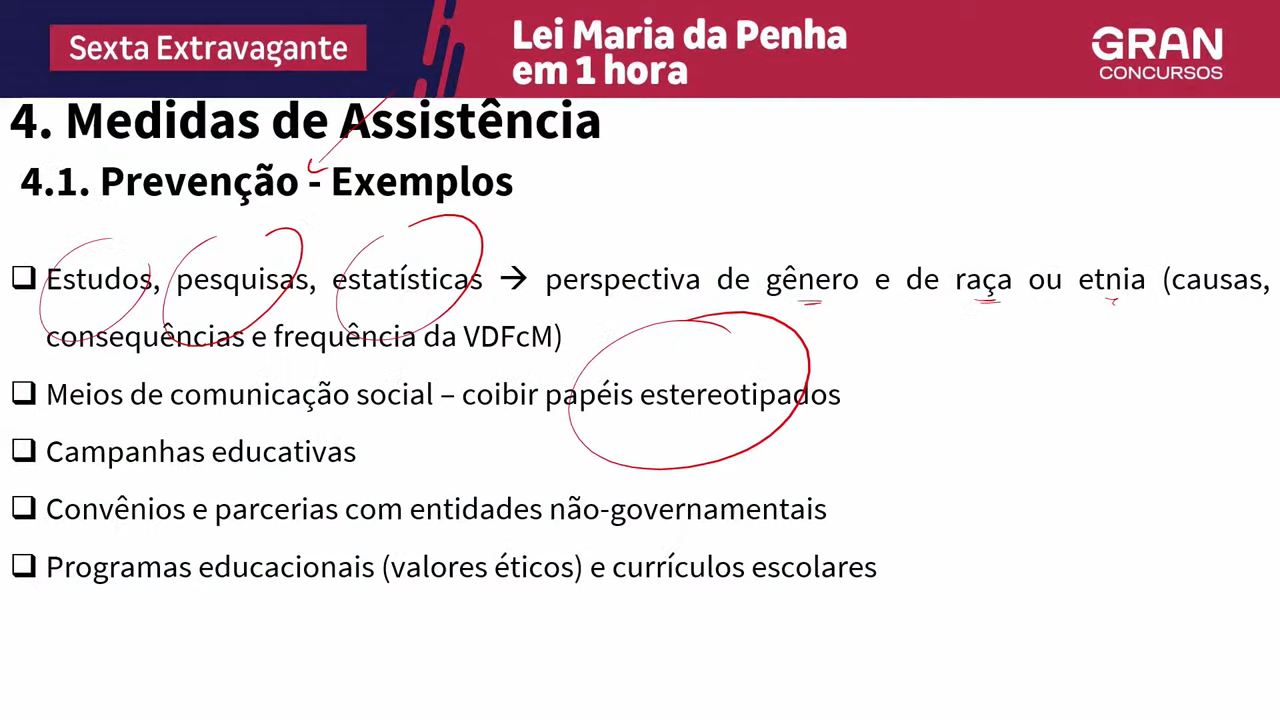 Sexta Extravagante
Lei Maria da Penha
em 1 hora
GRAN
CONCURSOS
4. Medidas de Assistência
4.1. Prevenção - Exemplos
❑ Estudos, pesquisas, estatísticas → perspectiva de gênero e de raça ou etnia (causas,
consequências e frequência da VDFcM)
❑ Meios de comunicação social – coibir papéis estereotipados
❑ Campanhas educativas
❑ Convênios e parcerias com entidades não-governamentais
❑ Programas educacionais (valores éticos) e currículos escolares